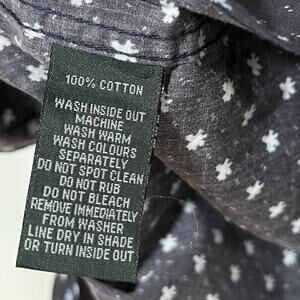 100% COTTON
WASH INSIDE OUT
MACHINE
WASH WARM
WASH COLOURS
SEPARATELY
DO NOT SPOT CLEAN
DO NOT RUB
DO NOT BLEACH
REMOVE IMMEDIATELY
FROM WASHER
LINE DRY IN SHADE
OR TURN INSIDE OUT